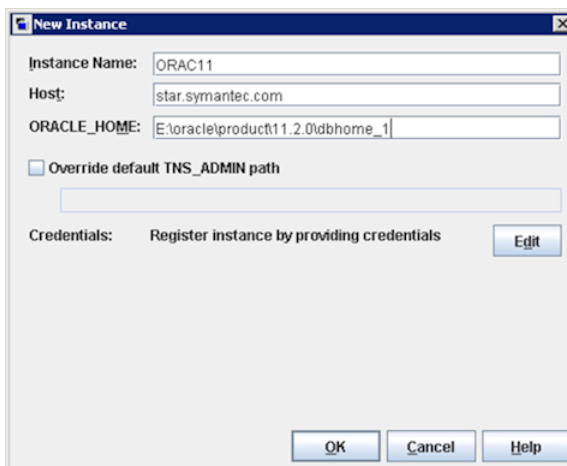 New Instance
Instance Name: ORAC11
Host: star.symantec.com
ORACLE_HOME: E:\oracle\product\11.2.0\dbhome_1
Override default TNS_ADMIN path
Credentials: Register instance by providing credentials Edit
OK Cancel Help